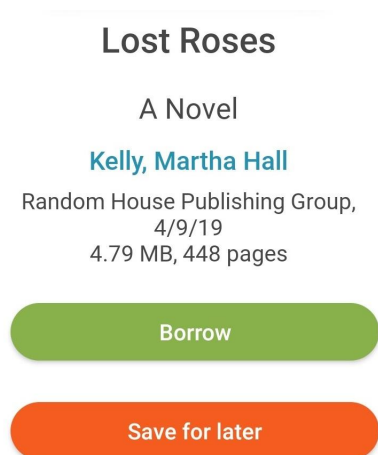 Lost Roses
A Novel
Kelly, Martha Hall
Random House Publishing Group,
4/9/19
4.79 MB, 448 pages
Borrow
Save for later